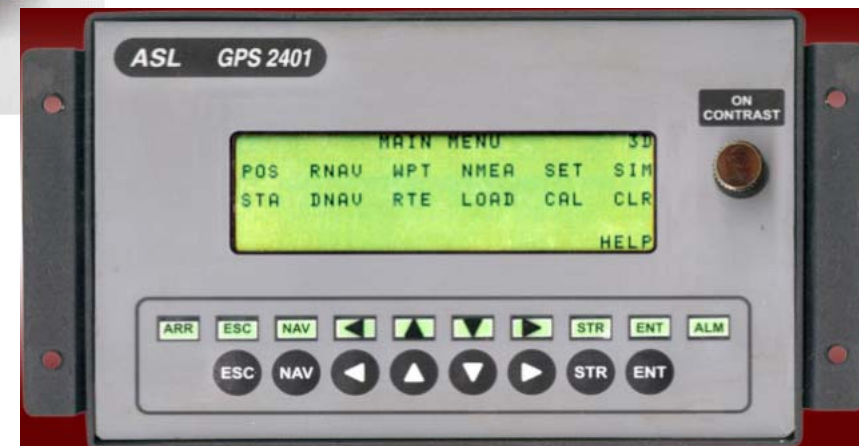 ASL GPS 2401
ON
CONTRAST
MAIN MENU 3D
POS RNAV WPT NMEA SET SIM
STA DNAV RTE LOAD CAL CLR
HELP
ARR ESC NAV STR ENT ALM
ESC NAV STR ENT